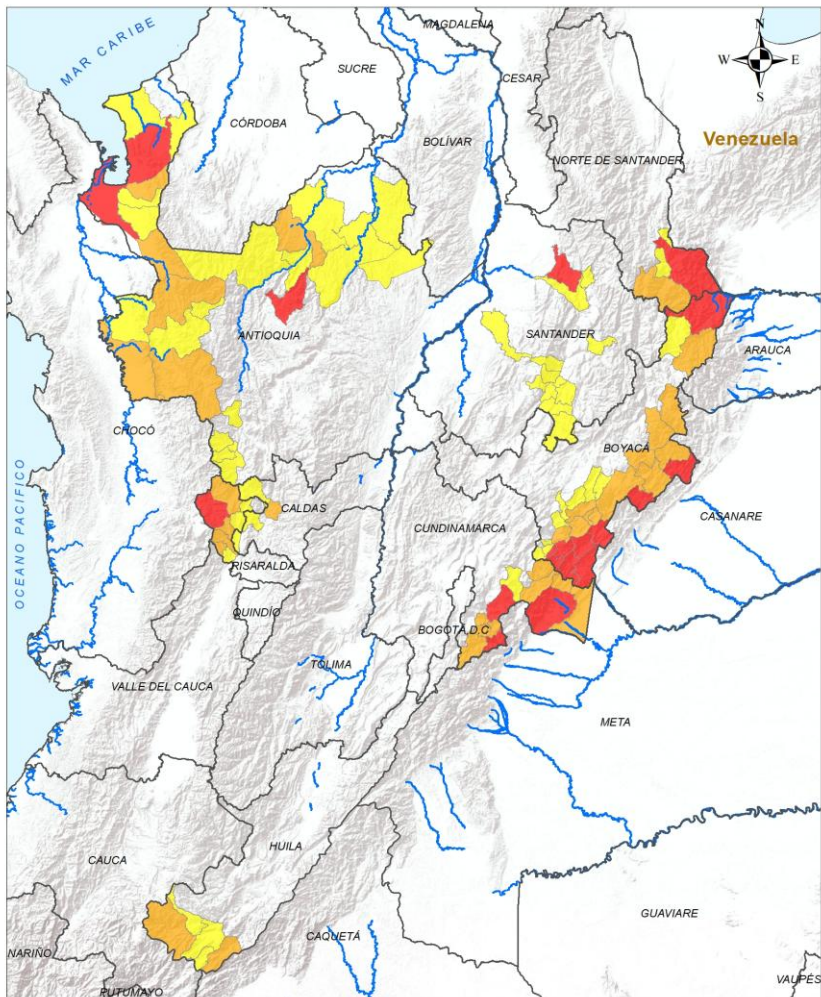 MAGDALENA
N
MAR CARIBE
SUCRE
CESAR
W
E
S
CÓRDOBA
BOLÍVAR
Venezuela
NORTE DE SANTANDER
ANTIOQUIA
SANTANDER
ARAUCA
CHOCÓ
BOYACÁ
OCEANO PACIFICO
CALDAS
CASANARE
CUNDINAMARCA
RISARALDA
QUINDÍO
BOGOTÁ, D.C
TOLIMA
VALLE DEL CAUCA
META
HUILA
CAUCA
GUAVIARE
CAQUETÁ
NARIÑO
PUTUMAYO
VAUPÉS